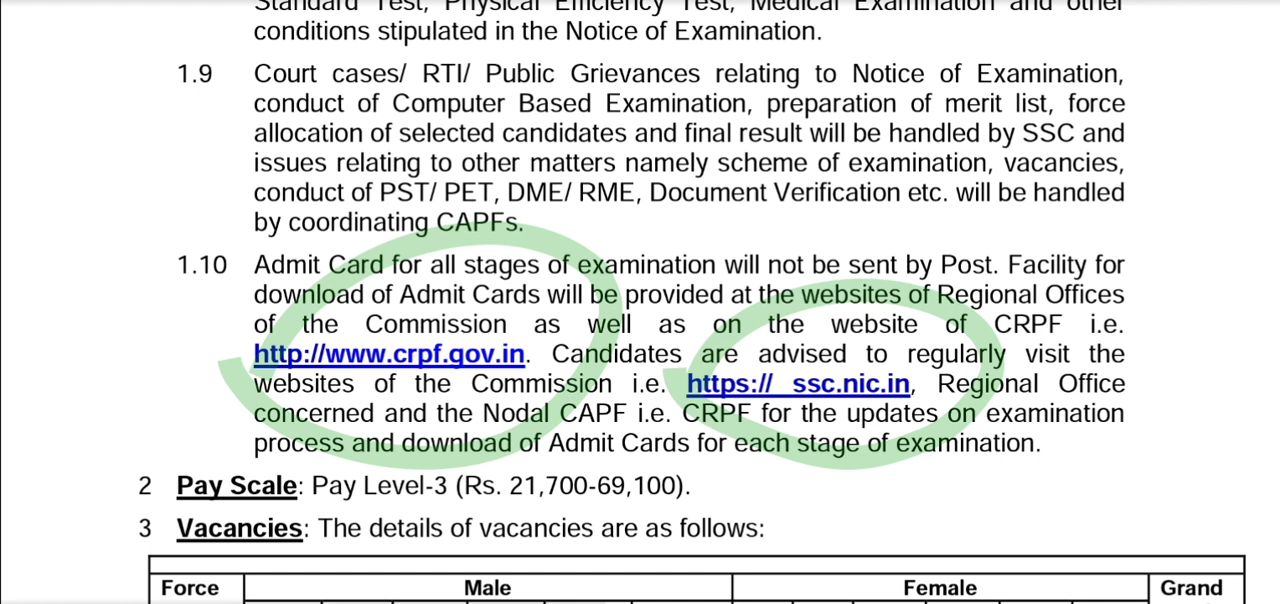 Standard Test, Physical Efficiency Test, Medical Examination and other
conditions stipulated in the Notice of Examination.
1.9 Court cases/ RTI/ Public Grievances relating to Notice of Examination,
conduct of Computer Based Examination, preparation of merit list, force
allocation of selected candidates and final result will be handled by SSC and
issues relating to other matters namely scheme of examination, vacancies,
conduct of PST/ PET, DME/ RME, Document Verification etc. will be handled
by coordinating CAPFs.
1.10 Admit Card for all stages of examination will not be sent by Post. Facility for
download of Admit Cards will be provided at the websites of Regional Offices
of the Commission as well as on the website of CRPF i.e.
http://www.crpf.gov.in. Candidates are advised to regularly visit the
websites of the Commission i.e. https:// ssc.nic.in, Regional Office
concerned and the Nodal CAPF i.e. CRPF for the updates on examination
process and download of Admit Cards for each stage of examination.
2 Pay Scale: Pay Level-3 (Rs. 21,700-69,100).
3 Vacancies: The details of vacancies are as follows:
Force Male Female Grand